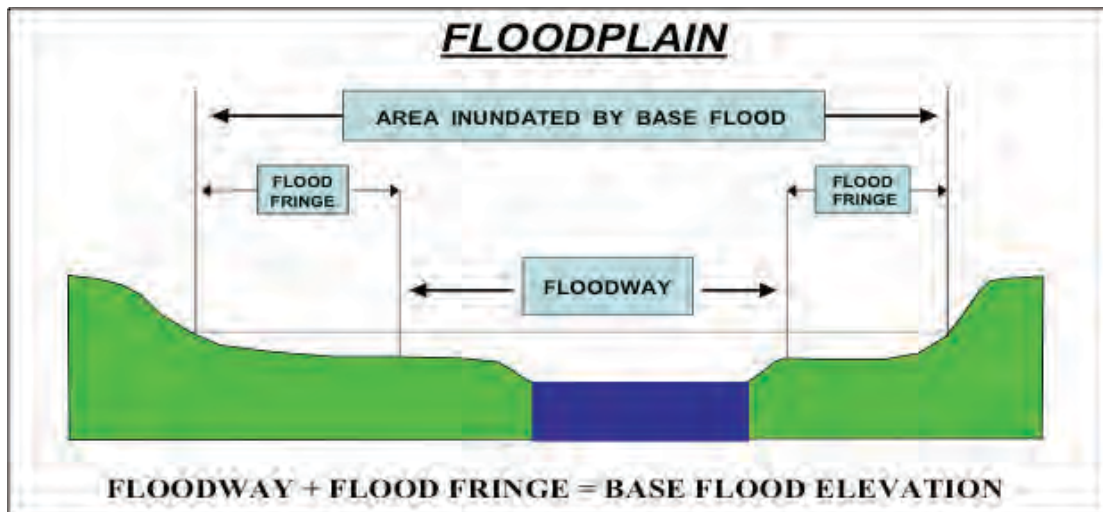 FLOODPLAIN
AREA INUNDATED BY BASE FLOOD
FLOOD
FRINGE
FLOOD
FRINGE
FLOODWAY
FLOODWAY + FLOOD FRINGE = BASE FLOOD ELEVATION